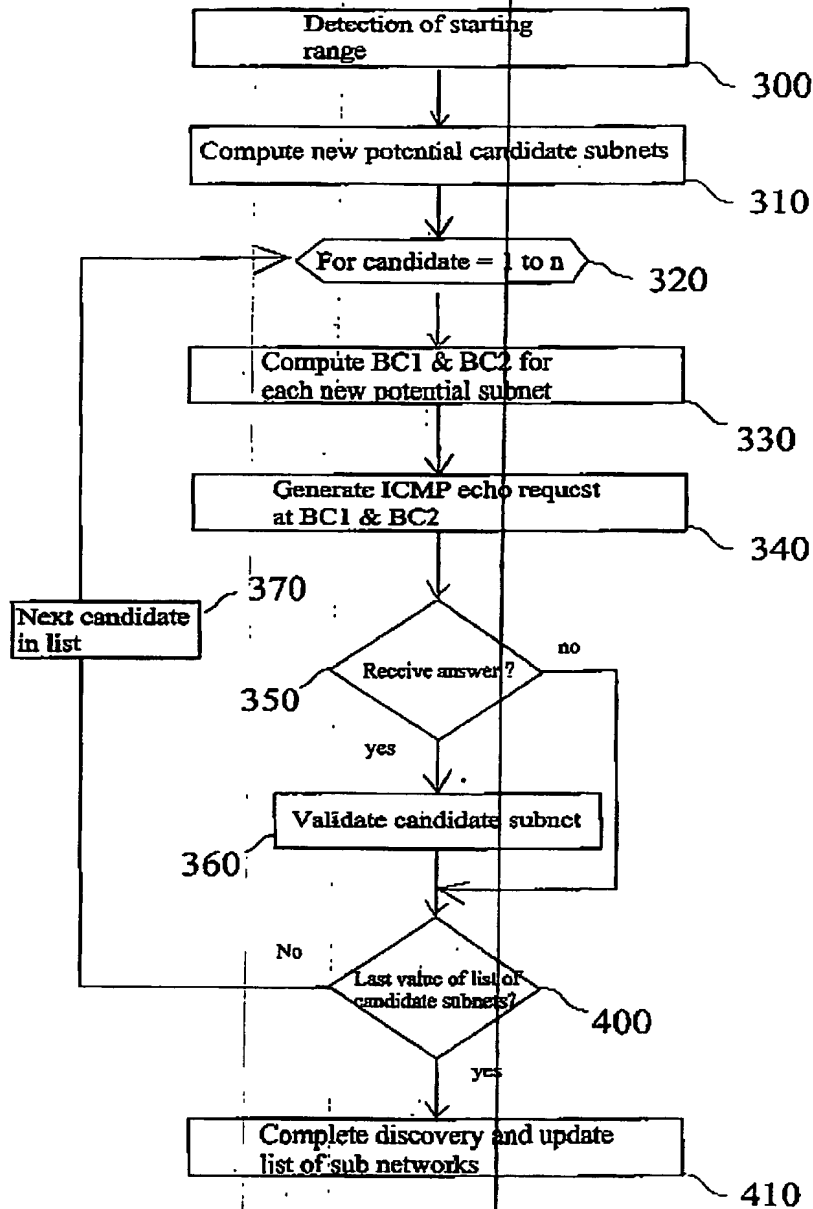 Detection of starting
range
300
Compute new potential candidate subnets
310
For candidate = 1 to n
320
Compute BC1 & BC2 for
each new potential subnet
330
Generate ICMP echo request
at BC1 & BC2
340
370
Next candidate
in list
Receive answer ?
no
350
yes
Validate candidate subnet
360
No
Last value of list of
candidate subnets?
400
yes
Complete discovery and update
list of sub networks
410